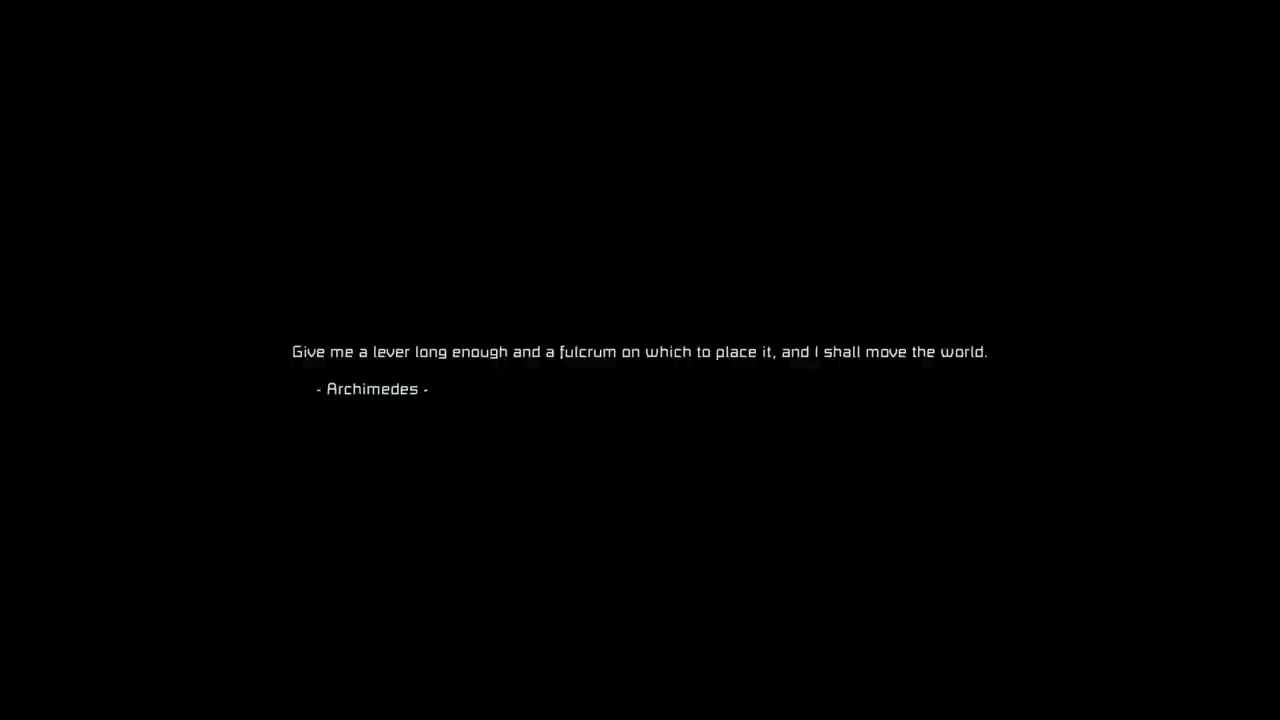 Give me a lever long enough and a fulcrum on which to place it, and I shall move the world.
- Archimedes -